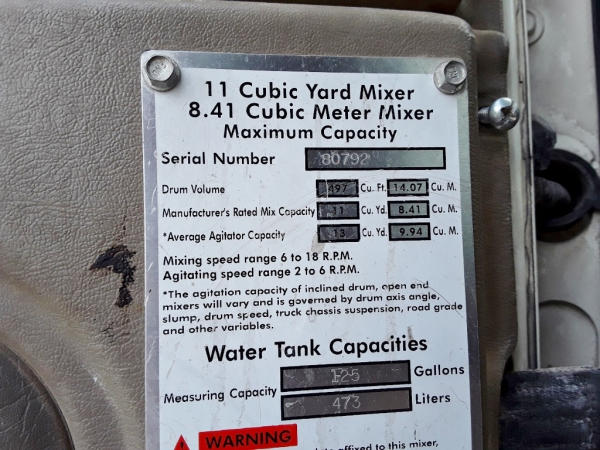 11 Cubic Yard Mixer
8.41 Cubic Meter Mixer
Maximum Capacity
Serial Number 80792
Drum Volume 497 Cu. Ft. 14.07 Cu. M.
Manufacturer's Rated Mix Capacity 11 Cu. Yd. 8.41 Cu. M.
*Average Agitator Capacity 13 Cu. Yd. 9.94 Cu. M.
Mixing speed range 6 to 18 R.P.M.
Agitating speed range 2 to 6 R.P.M.
*The agitation capacity of inclined drum, open end
mixers will vary and is governed by drum axis angle,
slump, drum speed, truck chassis suspension, road grade
and other variables.
Water Tank Capacities
Measuring Capacity 125 Gallons
473 Liters
WARNING
affixed to this mixer,